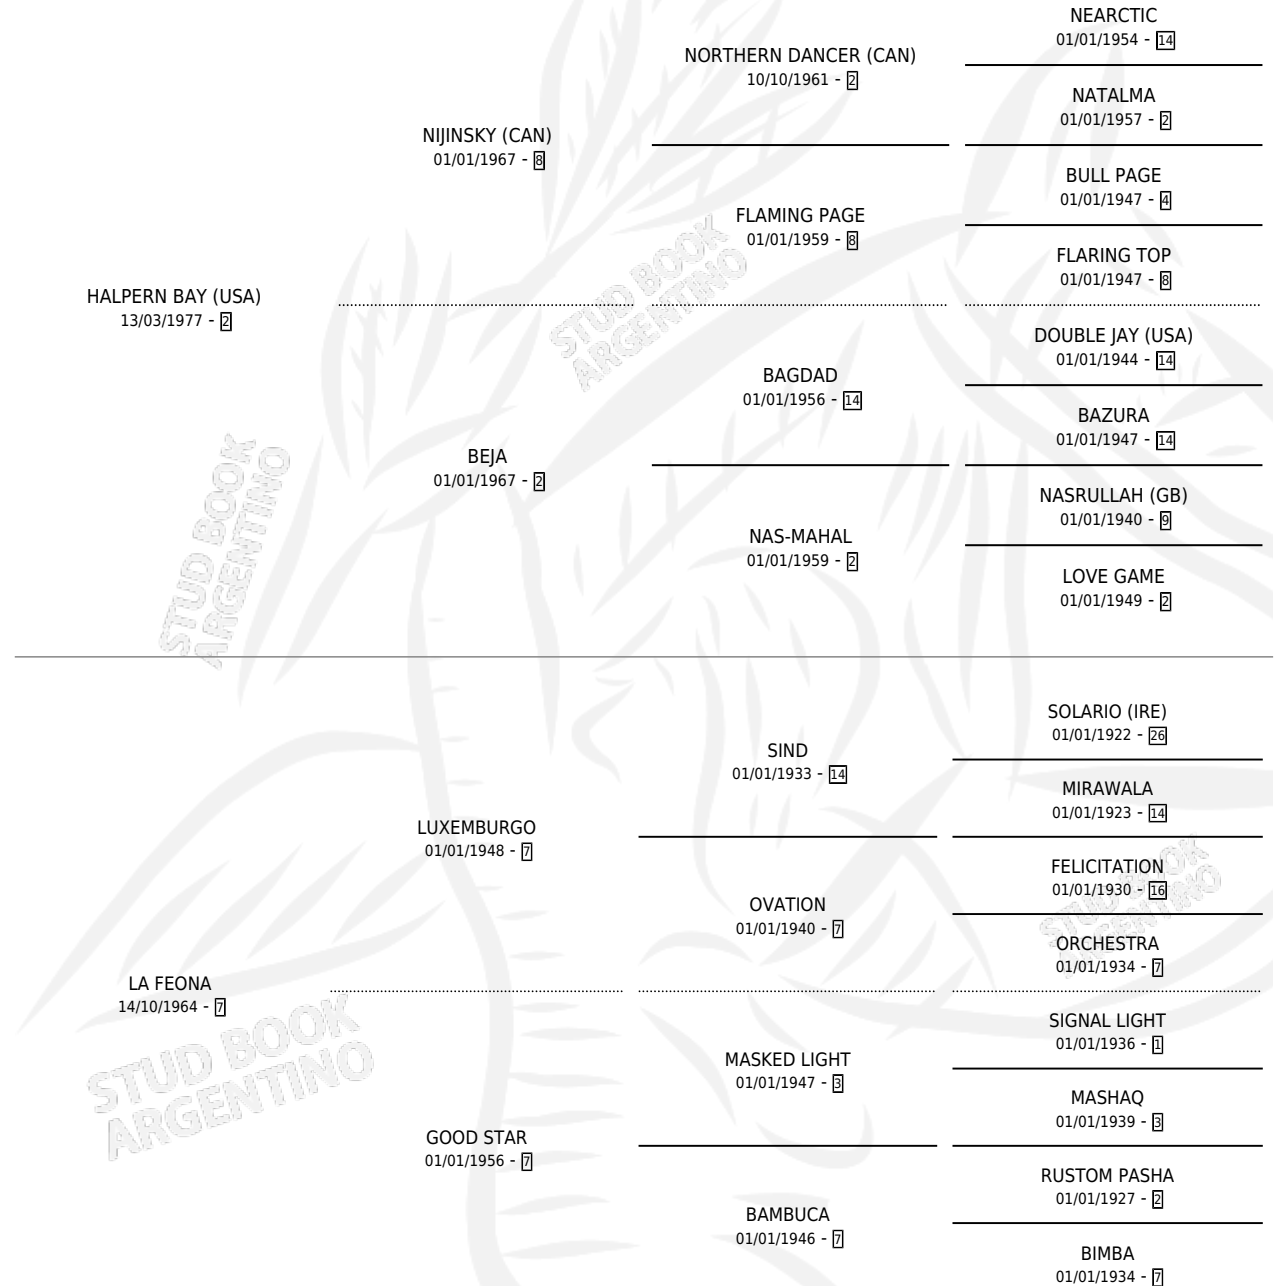 NEARCTIC
01/01/1954 - 14
NORTHERN DANCER (CAN)
10/10/1961 - 2
NATALMA
01/01/1957 - 2
NIJINSKY (CAN)
01/01/1967 - 8
BULL PAGE
01/01/1947 - 4
FLAMING PAGE
01/01/1959 - 8
FLARING TOP
01/01/1947 - 8
HALPERN BAY (USA)
13/03/1977 - 2
DOUBLE JAY (USA)
01/01/1944 - 14
BAGDAD
01/01/1956 - 14
BAZURA
01/01/1947 - 14
BEJA
01/01/1967 - 2
NASRULLAH (GB)
01/01/1940 - 9
NAS-MAHAL
01/01/1959 - 2
LOVE GAME
01/01/1949 - 2
SOLARIO (IRE)
01/01/1922 - 26
SIND
01/01/1933 - 14
MIRAWALA
01/01/1923 - 14
LUXEMBURGO
01/01/1948 - 7
FELICITATION
01/01/1930 - 16
OVATION
01/01/1940 - 7
ORCHESTRA
01/01/1934 - 7
LA FEONA
14/10/1964 - 7
SIGNAL LIGHT
01/01/1936 - 1
MASKED LIGHT
01/01/1947 - 3
MASHAQ
01/01/1939 - 3
GOOD STAR
01/01/1956 - 7
RUSTOM PASHA
01/01/1927 - 2
BAMBUCA
01/01/1946 - 7
BIMBA
01/01/1934 - 7
STUD BOOK
ARGENTINO
STUD BOOK
ARGENTINO
STUD BOOK
ARGENTINO
STUD BOOK
ARGENTINO